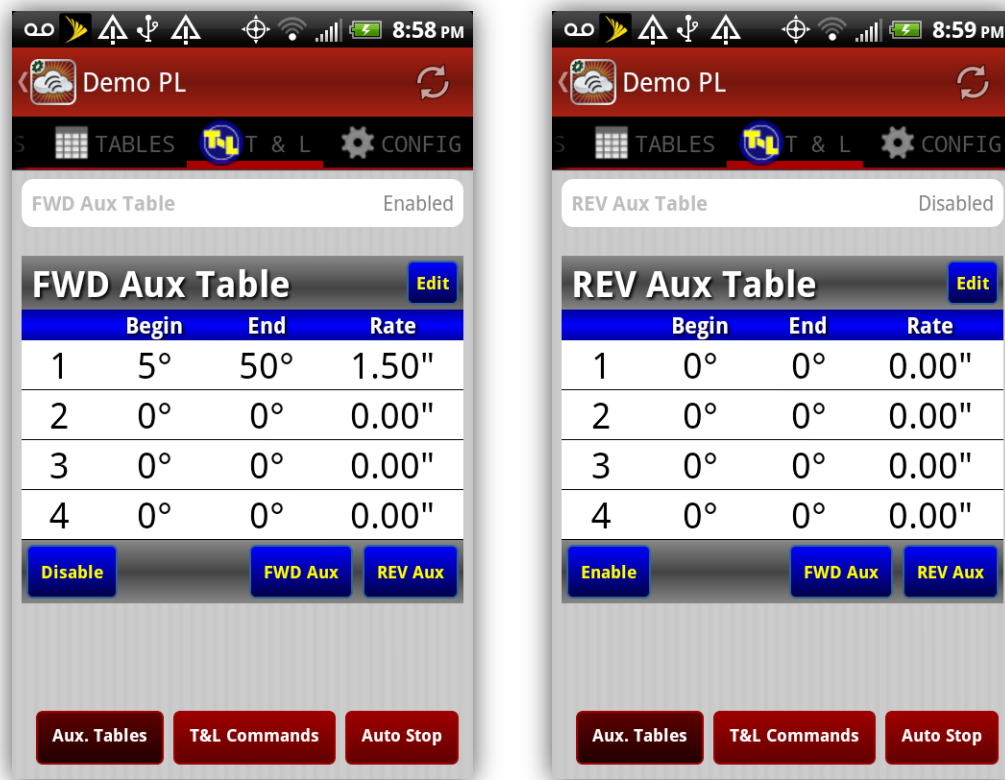 8:58 PM
Demo PL
S TABLES T&L T & L CONFIG
FWD Aux Table Enabled
FWD Aux Table Edit
Begin End Rate
1 5° 50° 1.50"
2 0° 0° 0.00"
3 0° 0° 0.00"
4 0° 0° 0.00"
Disable FWD Aux REV Aux
Aux. Tables T&L Commands Auto Stop
8:59 PM
Demo PL
S TABLES T&L T & L CONFIG
REV Aux Table Disabled
REV Aux Table Edit
Begin End Rate
1 0° 0° 0.00"
2 0° 0° 0.00"
3 0° 0° 0.00"
4 0° 0° 0.00"
Enable FWD Aux REV Aux
Aux. Tables T&L Commands Auto Stop